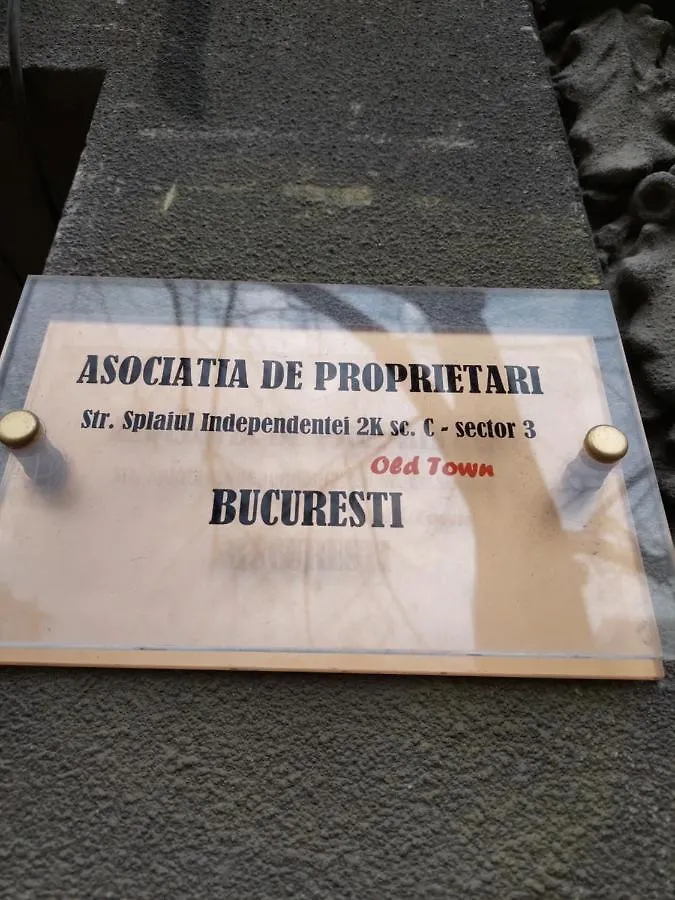 ASOCIATIA DE PROPRIETARI
Str. Splaiul Independentei 2K sc. C - sector 3
Old Town
BUCURESTI